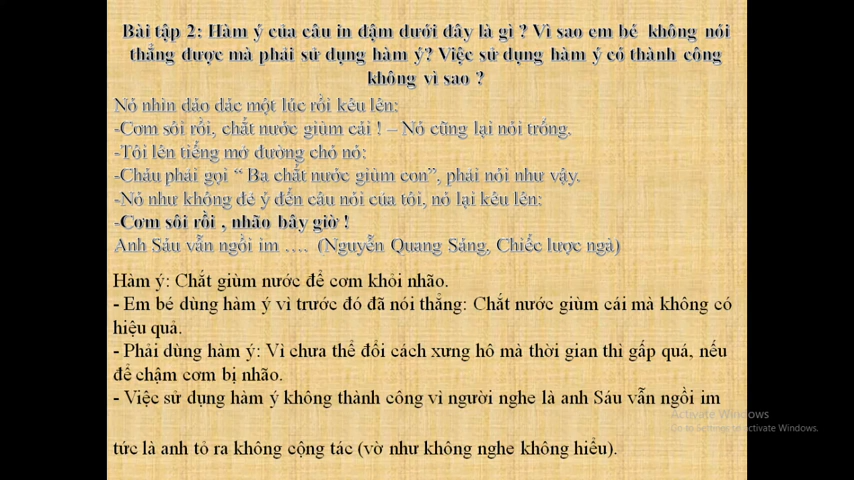 Bài tập 2: Hàm ý của câu in đậm dưới đây là gì ? Vì sao em bé không nói
thẳng được mà phải sử dụng hàm ý? Việc sử dụng hàm ý có thành công
không vì sao ?
Nó nhìn dáo dác một lúc rồi kêu lên:
-Cơm sôi rồi, chắt nước giùm cái ! – Nó cũng lại nói trống.
-Tôi lên tiếng mở đường cho nó:
-Cháu phải gọi “ Ba chắt nước giùm con”, phải nói như vậy.
-Nó như không để ý đến câu nói của tôi, nó lại kêu lên:
-Cơm sôi rồi , nhão bây giờ !
Anh Sáu vẫn ngồi im …. (Nguyễn Quang Sáng, Chiếc lược ngà)
Hàm ý: Chắt giùm nước để cơm khỏi nhão.
- Em bé dùng hàm ý vì trước đó đã nói thẳng: Chắt nước giùm cái mà không có
hiệu quả.
- Phải dùng hàm ý: Vì chưa thể đổi cách xưng hô mà thời gian thì gấp quá, nếu
để chậm cơm bị nhão.
- Việc sử dụng hàm ý không thành công vì người nghe là anh Sáu vẫn ngồi im
Activate Windows
Go to Settings to activate Windows.
tức là anh tỏ ra không cộng tác (vờ như không nghe không hiểu).